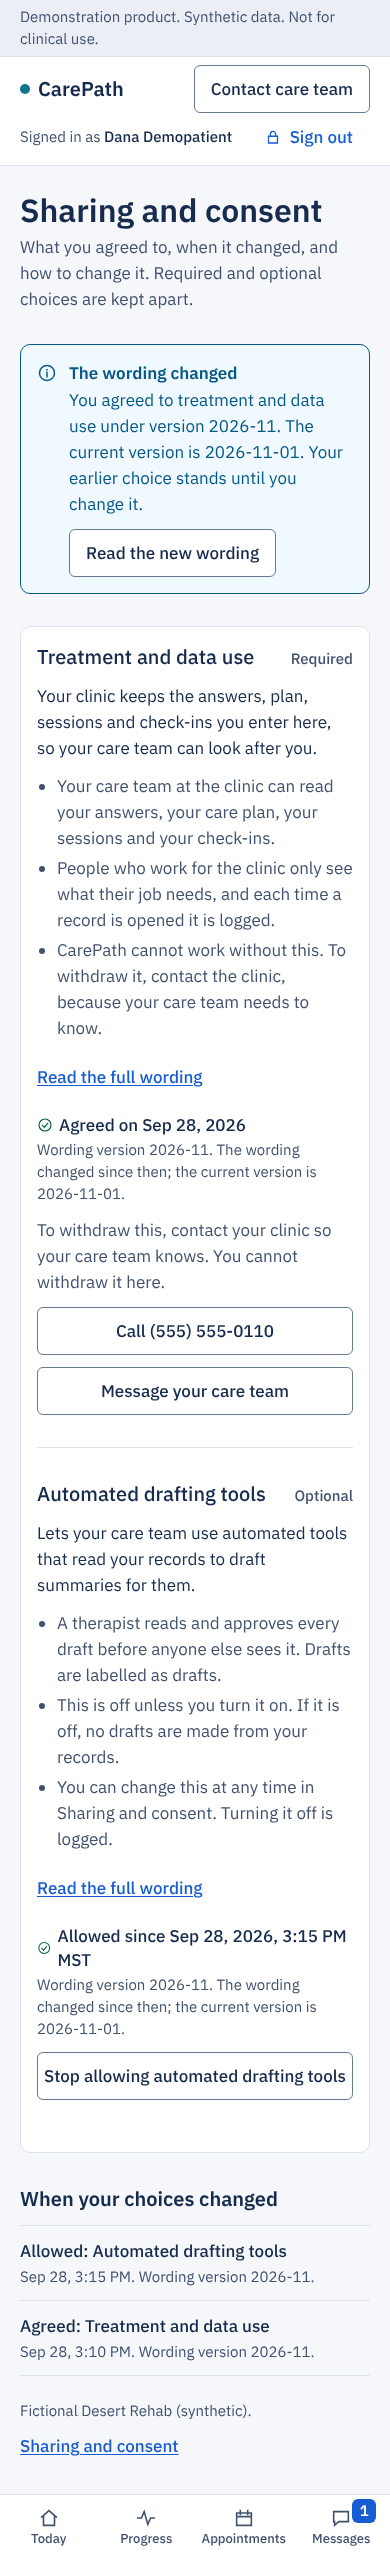 Demonstration product. Synthetic data. Not for
clinical use.
CarePath
Contact care team
Signed in as Dana Demopatient
Sign out
Sharing and consent
What you agreed to, when it changed, and
how to change it. Required and optional
choices are kept apart.
The wording changed
You agreed to treatment and data
use under version 2026-11. The
current version is 2026-11-01. Your
earlier choice stands until you
change it.
Read the new wording
Treatment and data use
Required
Your clinic keeps the answers, plan,
sessions and check-ins you enter here,
so your care team can look after you.
• Your care team at the clinic can read
your answers, your care plan, your
sessions and your check-ins.
• People who work for the clinic only see
what their job needs, and each time a
record is opened it is logged.
• CarePath cannot work without this. To
withdraw it, contact the clinic,
because your care team needs to
know.
Read the full wording
Agreed on Sep 28, 2026
Wording version 2026-11. The wording
changed since then; the current version is
2026-11-01.
To withdraw this, contact your clinic so
your care team knows. You cannot
withdraw it here.
Call (555) 555-0110
Message your care team
Automated drafting tools
Optional
Lets your care team use automated tools
that read your records to draft
summaries for them.
• A therapist reads and approves every
draft before anyone else sees it. Drafts
are labelled as drafts.
• This is off unless you turn it on. If it is
off, no drafts are made from your
records.
• You can change this at any time in
Sharing and consent. Turning it off is
logged.
Read the full wording
Allowed since Sep 28, 2026, 3:15 PM
MST
Wording version 2026-11. The wording
changed since then; the current version is
2026-11-01.
Stop allowing automated drafting tools
When your choices changed
Allowed: Automated drafting tools
Sep 28, 3:15 PM. Wording version 2026-11.
Agreed: Treatment and data use
Sep 28, 3:10 PM. Wording version 2026-11.
Fictional Desert Rehab (synthetic).
Sharing and consent
1
Today
Progress
Appointments
Messages